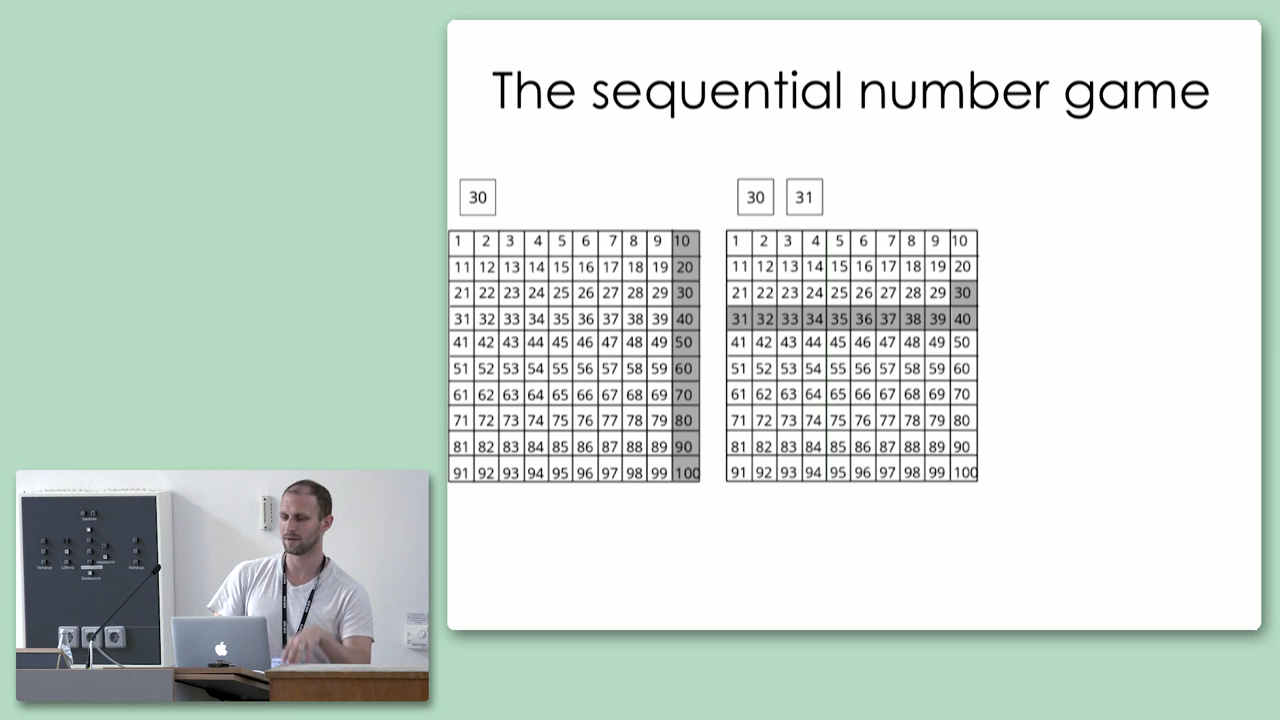 The sequential number game
30
1 2 3 4 5 6 7 8 9 10
11 12 13 14 15 16 17 18 19 20
21 22 23 24 25 26 27 28 29 30
31 32 33 34 35 36 37 38 39 40
41 42 43 44 45 46 47 48 49 50
51 52 53 54 55 56 57 58 59 60
61 62 63 64 65 66 67 68 69 70
71 72 73 74 75 76 77 78 79 80
81 82 83 84 85 86 87 88 89 90
91 92 93 94 95 96 97 98 99 100
30 31
1 2 3 4 5 6 7 8 9 10
11 12 13 14 15 16 17 18 19 20
21 22 23 24 25 26 27 28 29 30
31 32 33 34 35 36 37 38 39 40
41 42 43 44 45 46 47 48 49 50
51 52 53 54 55 56 57 58 59 60
61 62 63 64 65 66 67 68 69 70
71 72 73 74 75 76 77 78 79 80
81 82 83 84 85 86 87 88 89 90
91 92 93 94 95 96 97 98 99 100